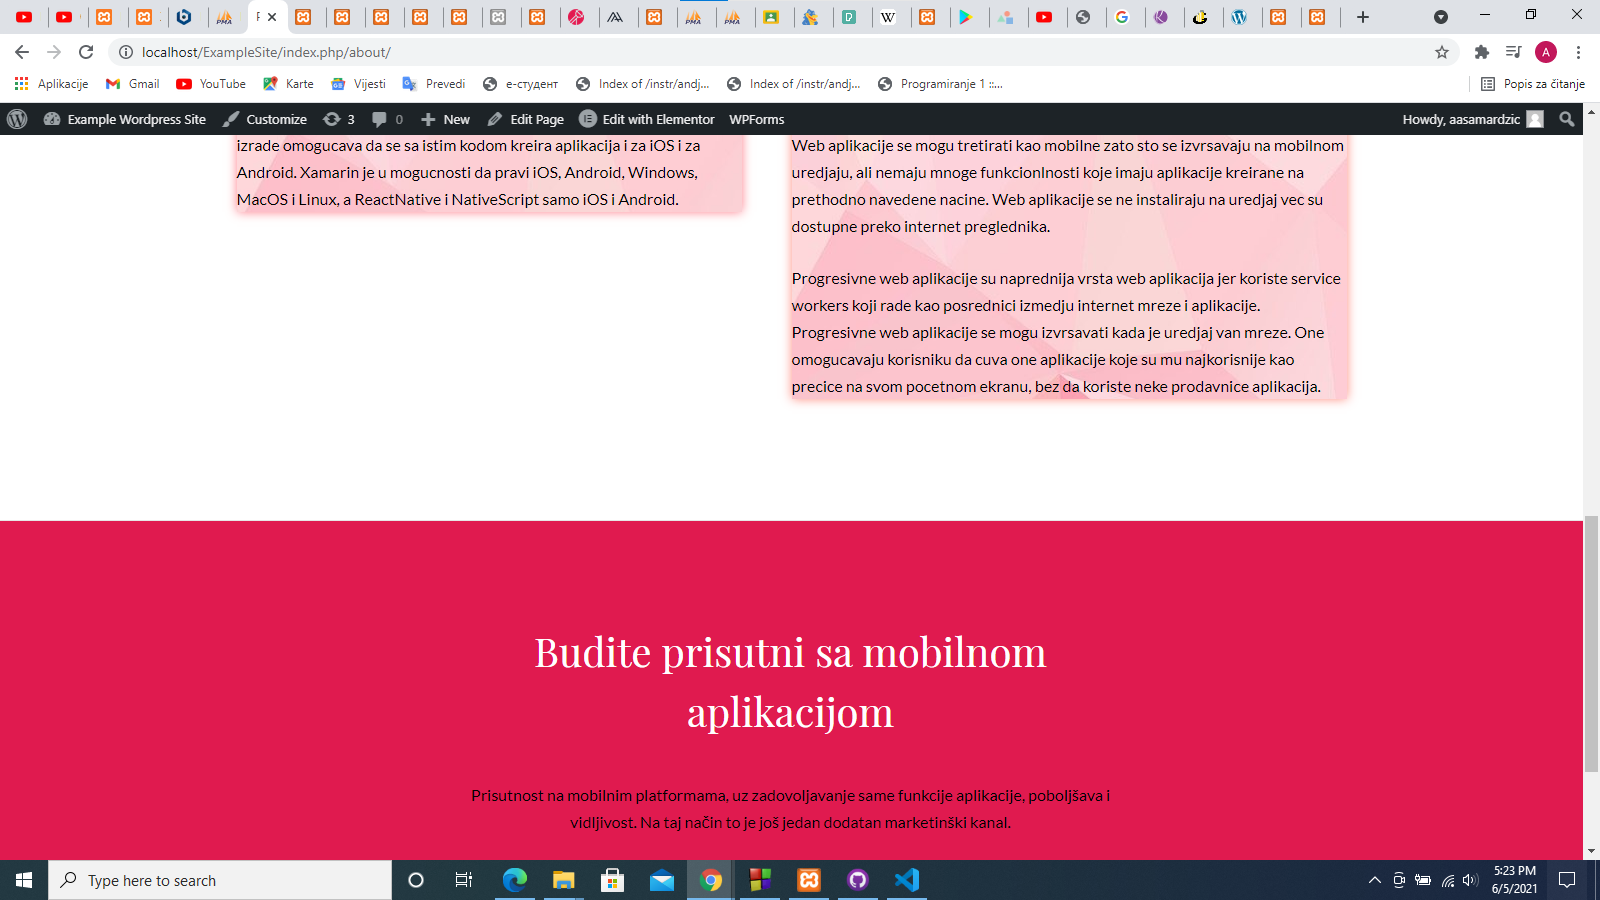 localhost/ExampleSite/index.php/about/
A
Aplikacije
Gmail
YouTube
Karte
Vijesti
Prevedi
е-студент
Index of /instr/andj...
Index of /instr/andj...
Programiranje 1 ::...
Popis za čitanje
Example Wordpress Site
Customize
3
0
New
Edit Page
Edit with Elementor
WPForms
Howdy, aasamardzic
izrade omogucava da se sa istim kodom kreira aplikacija i za iOS i za
Android. Xamarin je u mogucnosti da pravi iOS, Android, Windows,
MacOS i Linux, a ReactNative i NativeScript samo iOS i Android.
Web aplikacije se mogu tretirati kao mobilne zato sto se izvrsavaju na mobilnom
uredjaju, ali nemaju mnoge funkcionlnosti koje imaju aplikacije kreirane na
prethodno navedene nacine. Web aplikacije se ne instaliraju na uredjaj vec su
dostupne preko internet preglednika.
Progresivne web aplikacije su naprednija vrsta web aplikacija jer koriste service
workers koji rade kao posrednici izmedju internet mreze i aplikacije.
Progresivne web aplikacije se mogu izvrsavati kada je uredjaj van mreze. One
omogucavaju korisniku da cuva one aplikacije koje su mu najkorisnije kao
precice na svom pocetnom ekranu, bez da koriste neke prodavnice aplikacija.
Budite prisutni sa mobilnom
aplikacijom
Prisutnost na mobilnim platformama, uz zadovoljavanje same funkcije aplikacije, poboljšava i
vidljivost. Na taj način to je još jedan dodatan marketinški kanal.
Type here to search
5:23 PM
6/5/2021